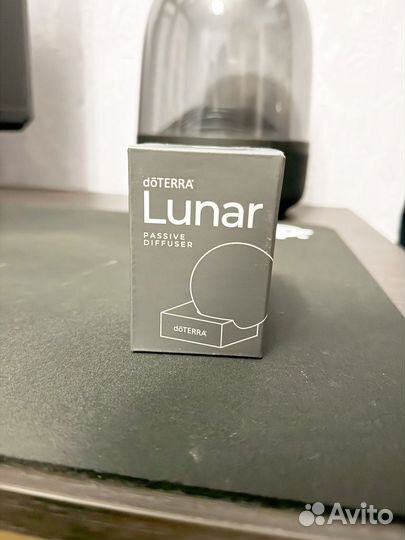 dōTERRA®
Lunar
PASSIVE
DIFFUSER
dōTERRA®
Avito